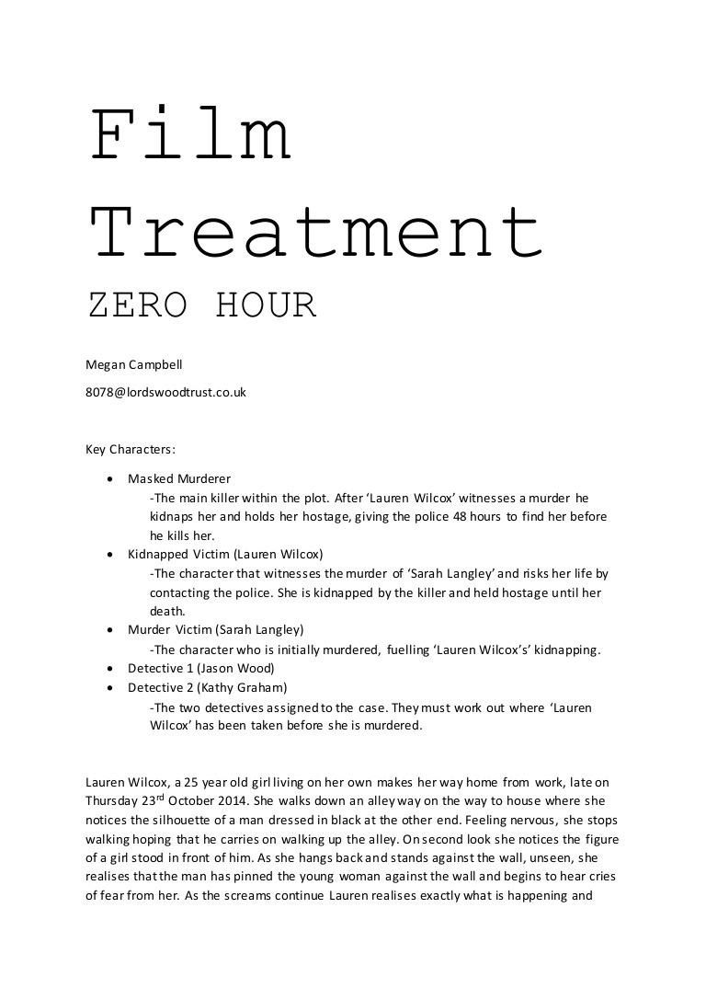 Film
Treatment
ZERO HOUR
Megan Campbell
8078@lordswoodtrust.co.uk
Key Characters:
• Masked Murderer
-The main killer within the plot. After ‘Lauren Wilcox’ witnesses a murder he
kidnaps her and holds her hostage, giving the police 48 hours to find her before
he kills her.
• Kidnapped Victim (Lauren Wilcox)
-The character that witnesses the murder of ‘Sarah Langley’ and risks her life by
contacting the police. She is kidnapped by the killer and held hostage until her
death.
• Murder Victim (Sarah Langley)
-The character who is initially murdered, fuelling ‘Lauren Wilcox’s’ kidnapping.
• Detective 1 (Jason Wood)
• Detective 2 (Kathy Graham)
-The two detectives assigned to the case. They must work out where ‘Lauren
Wilcox’ has been taken before she is murdered.
Lauren Wilcox, a 25 year old girl living on her own makes her way home from work, late on
Thursday 23rd October 2014. She walks down an alley way on the way to house where she
notices the silhouette of a man dressed in black at the other end. Feeling nervous, she stops
walking hoping that he carries on walking up the alley. On second look she notices the figure
of a girl stood in front of him. As she hangs back and stands against the wall, unseen, she
realises that the man has pinned the young woman against the wall and begins to hear cries
of fear from her. As the screams continue Lauren realises exactly what is happening and